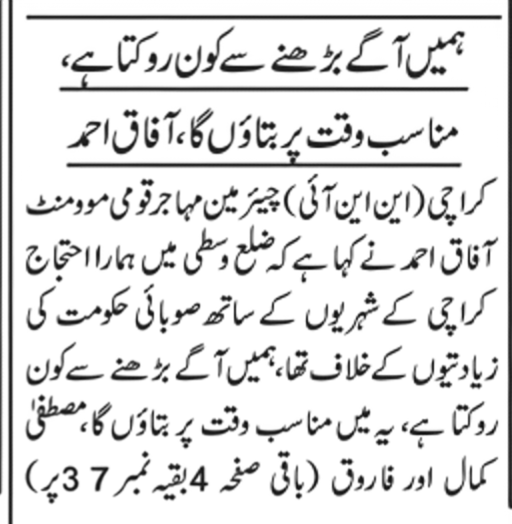 ہمیں آگے بڑھنے سے کون روکتا ہے،
مناسب وقت پر بتاؤں گا، آفاق احمد
کراچی (این این آئی) چیئرمین مہاجر قومی موومنٹ
آفاق احمد نے کہا ہے کہ ضلع وسطی میں ہمارا احتجاج
کراچی کے شہریوں کے ساتھ صوبائی حکومت کی
زیادتیوں کے خلاف تھا، ہمیں آگے بڑھنے سے کون
روکتا ہے، یہ میں مناسب وقت پر بتاؤں گا، مصطفیٰ
کمال اور فاروق (باقی صفحہ 4 بقیہ نمبر 37 پر)